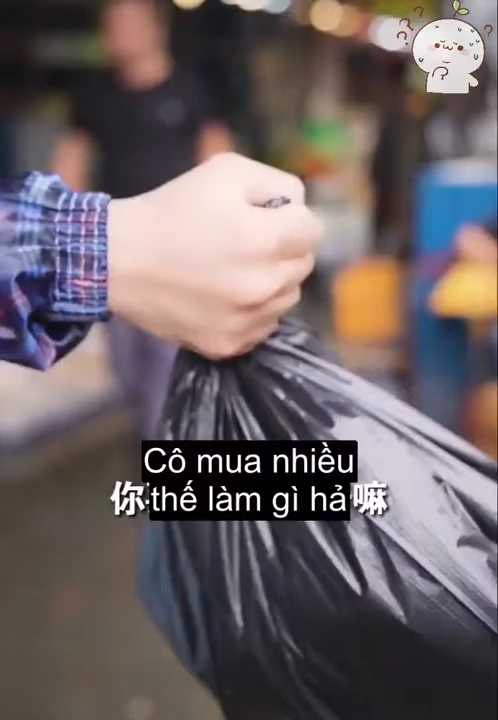 Cô mua nhiều
thế làm gì hả
你
嘛